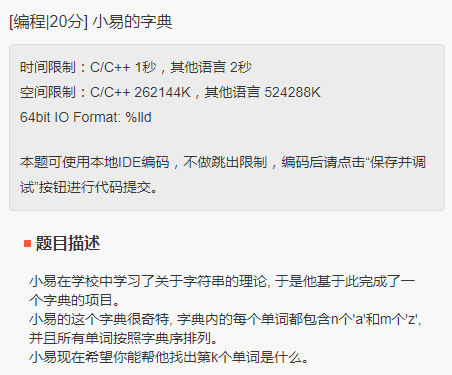 [编程|20分] 小易的字典
时间限制：C/C++ 1秒，其他语言 2秒
空间限制：C/C++ 262144K，其他语言 524288K
64bit IO Format: %lld
本题可使用本地IDE编码，不做跳出限制，编码后请点击“保存并调
试”按钮进行代码提交。
题目描述
小易在学校中学习了关于字符串的理论, 于是他基于此完成了一
个字典的项目。
小易的这个字典很奇特, 字典内的每个单词都包含n个'a'和m个'z',
并且所有单词按照字典序排列。
小易现在希望你能帮他找出第k个单词是什么。